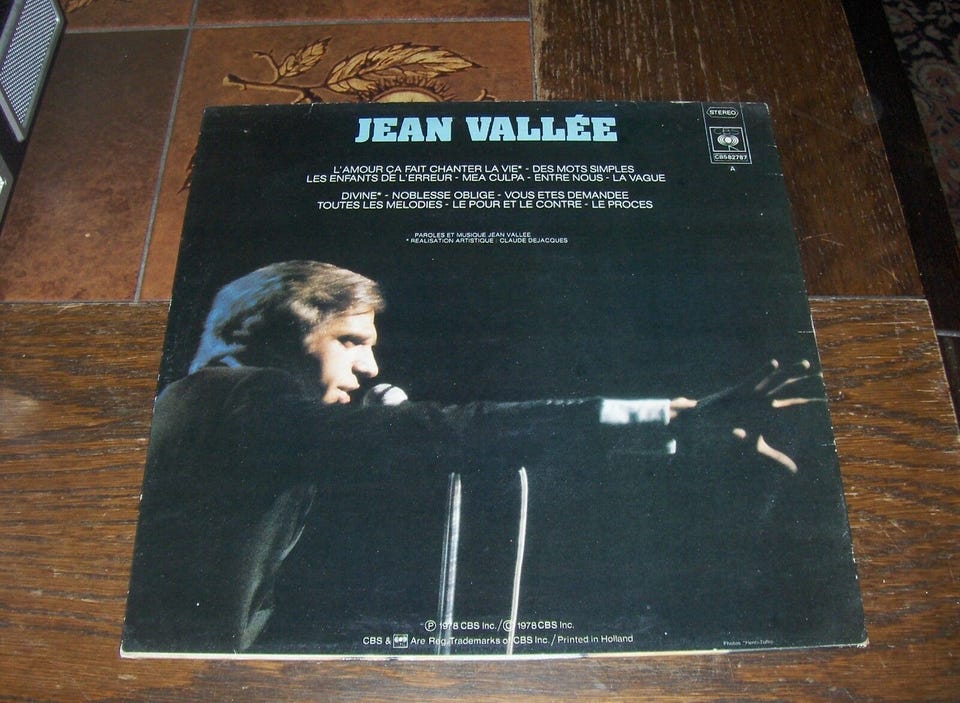 JEAN VALLÉE
STEREO
CBS
CBS82787
A
L'AMOUR ÇA FAIT CHANTER LA VIE* - DES MOTS SIMPLES
LES ENFANTS DE L'ERREUR - MEA CULPA - ENTRE NOUS - LA VAGUE
DIVINE* - NOBLESSE OBLIGE - VOUS ETES DEMANDEE
TOUTES LES MELODIES - LE POUR ET LE CONTRE - LE PROCES
PAROLES ET MUSIQUE JEAN VALLÉE
* REALISATION ARTISTIQUE : CLAUDE DEJACQUES
Ⓟ 1978 CBS Inc./Ⓒ 1978 CBS Inc.
CBS & Are Reg. Trademarks of CBS Inc./Printed in Holland
Photos